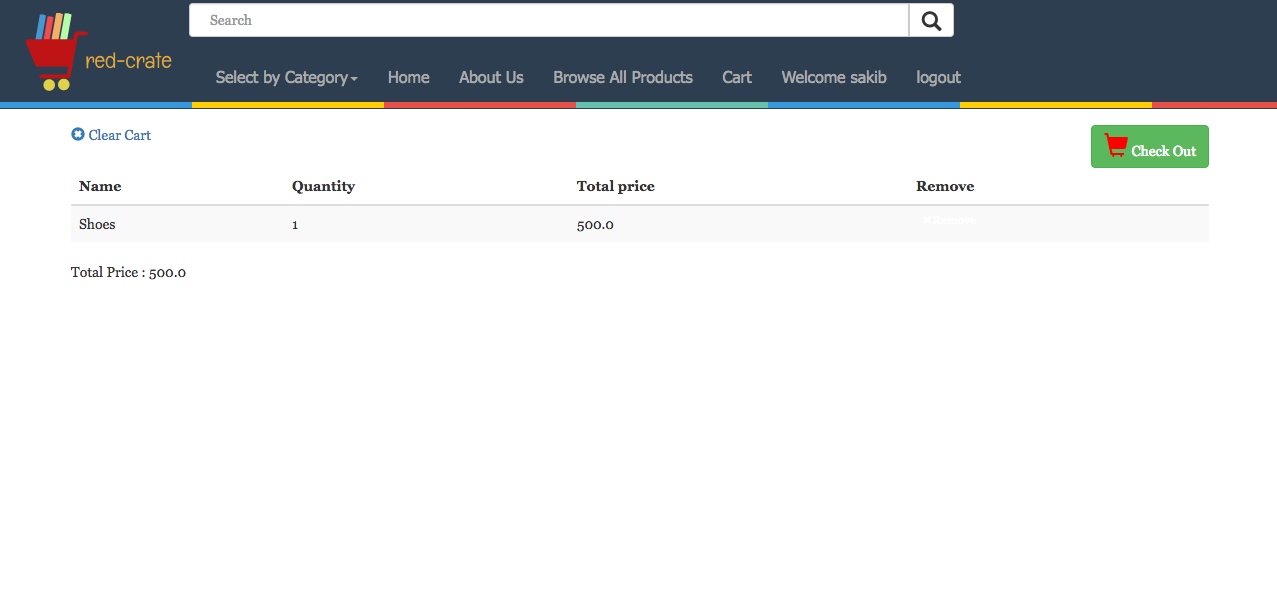 Search
red-crate
Select by Category Home About Us Browse All Products Cart Welcome sakib logout
Clear Cart
Check Out
Name Quantity Total price Remove
Shoes 1 500.0
Total Price : 500.0